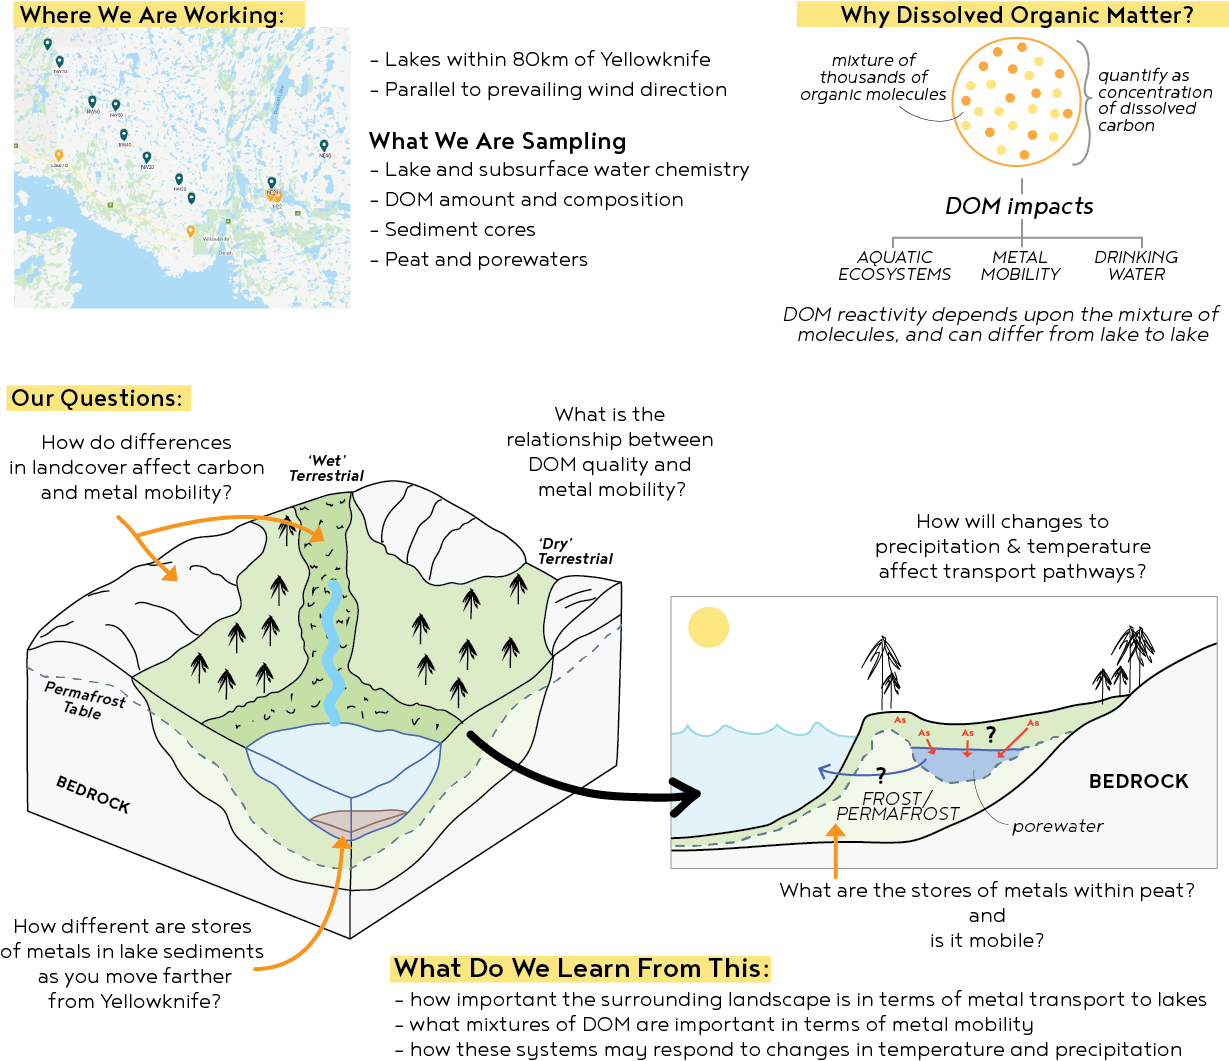 Where We Are Working:
- Lakes within 80km of Yellowknife
- Parallel to prevailing wind direction
What We Are Sampling
- Lake and subsurface water chemistry
- DOM amount and composition
- Sediment cores
- Peat and porewaters
NW50
NW30
NE40
Yellowknife
Why Dissolved Organic Matter?
mixture of
thousands of
organic molecules
quantify as
concentration
of dissolved
carbon
DOM impacts
AQUATIC
ECOSYSTEMS
METAL
MOBILITY
DRINKING
WATER
DOM reactivity depends upon the mixture of
molecules, and can differ from lake to lake
Our Questions:
How do differences
in landcover affect carbon
and metal mobility?
'Wet'
Terrestrial
What is the
relationship between
DOM quality and
metal mobility?
'Dry'
Terrestrial
Permafrost
Table
BEDROCK
How will changes to
precipitation & temperature
affect transport pathways?
As
As
As
As
?
?
FROST/
PERMAFROST
BEDROCK
porewater
What are the stores of metals within peat?
and
is it mobile?
How different are stores
of metals in lake sediments
as you move farther
from Yellowknife?
What Do We Learn From This:
- how important the surrounding landscape is in terms of metal transport to lakes
- what mixtures of DOM are important in terms of metal mobility
- how these systems may respond to changes in temperature and precipitation